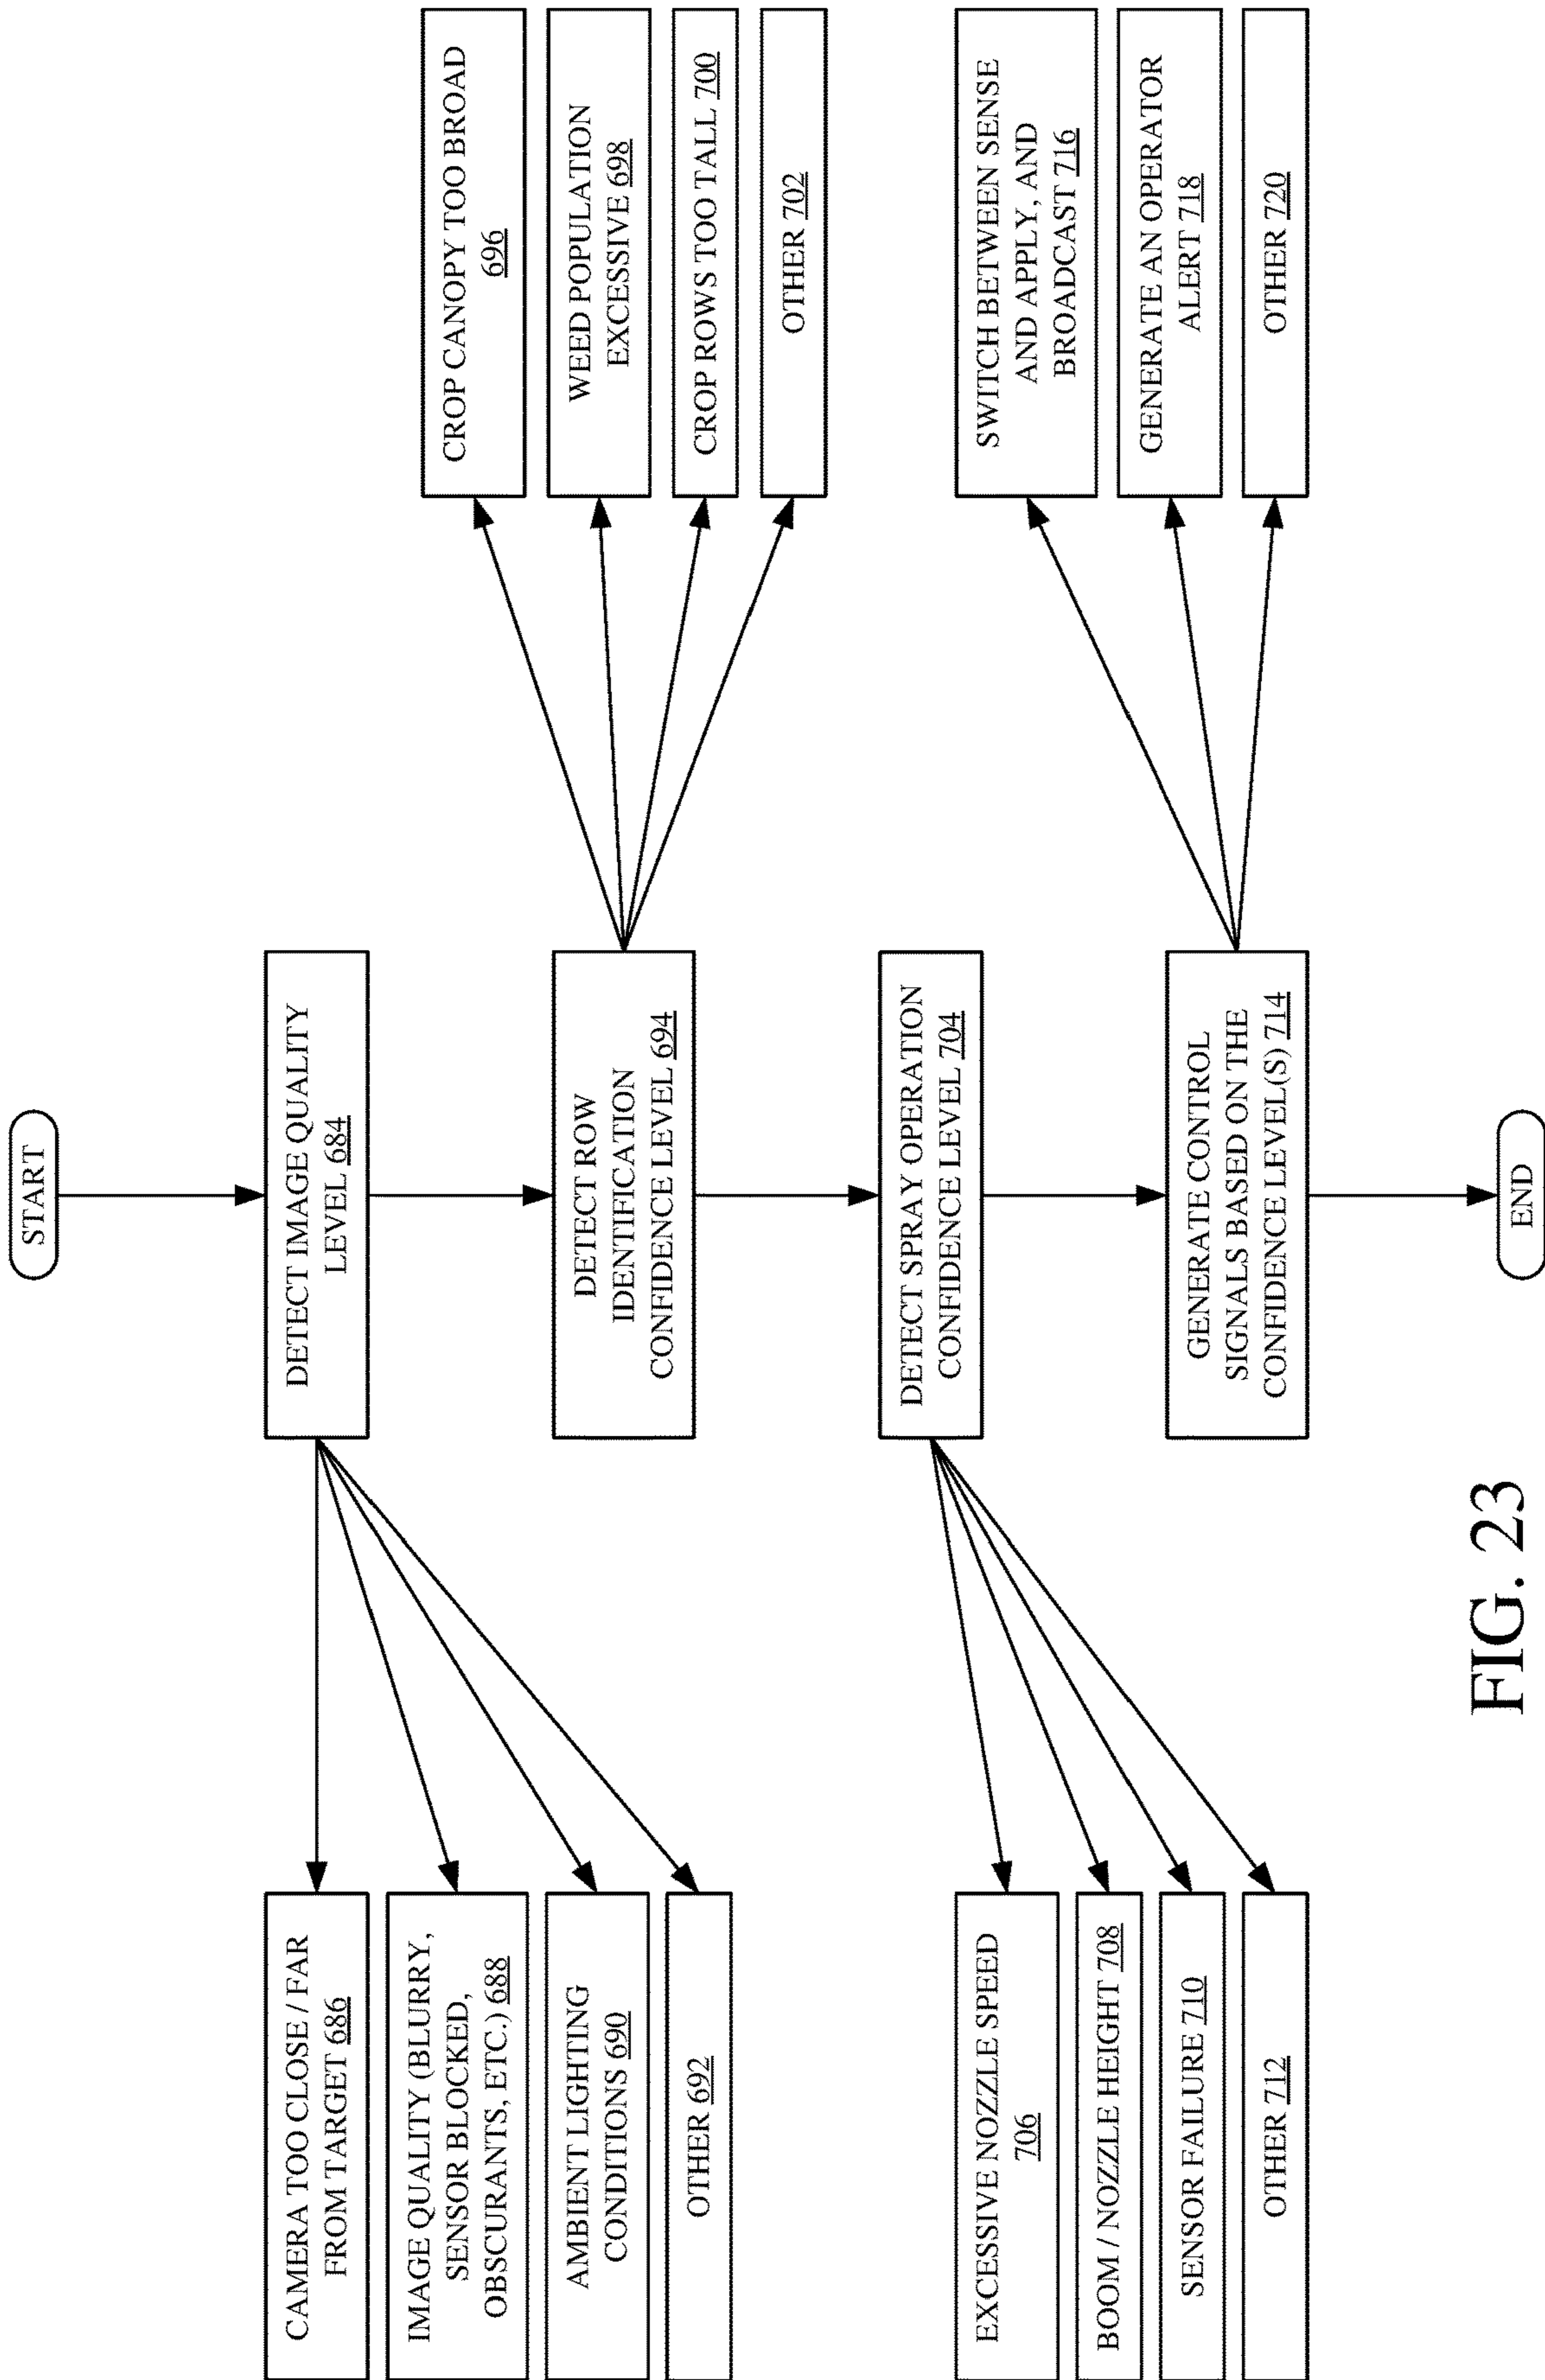 START
DETECT IMAGE QUALITY
LEVEL 684
CAMERA TOO CLOSE / FAR
FROM TARGET 686
IMAGE QUALITY (BLURRY,
SENSOR BLOCKED,
OBSCURANTS, ETC.) 688
AMBIENT LIGHTING
CONDITIONS 690
OTHER 692
DETECT ROW
IDENTIFICATION
CONFIDENCE LEVEL 694
CROP CANOPY TOO BROAD
696
WEED POPULATION
EXCESSIVE 698
CROP ROWS TOO TALL 700
OTHER 702
DETECT SPRAY OPERATION
CONFIDENCE LEVEL 704
EXCESSIVE NOZZLE SPEED
706
BOOM / NOZZLE HEIGHT 708
SENSOR FAILURE 710
OTHER 712
GENERATE CONTROL
SIGNALS BASED ON THE
CONFIDENCE LEVEL(S) 714
SWITCH BETWEEN SENSE
AND APPLY, AND
BROADCAST 716
GENERATE AN OPERATOR
ALERT 718
OTHER 720
END
FIG. 23